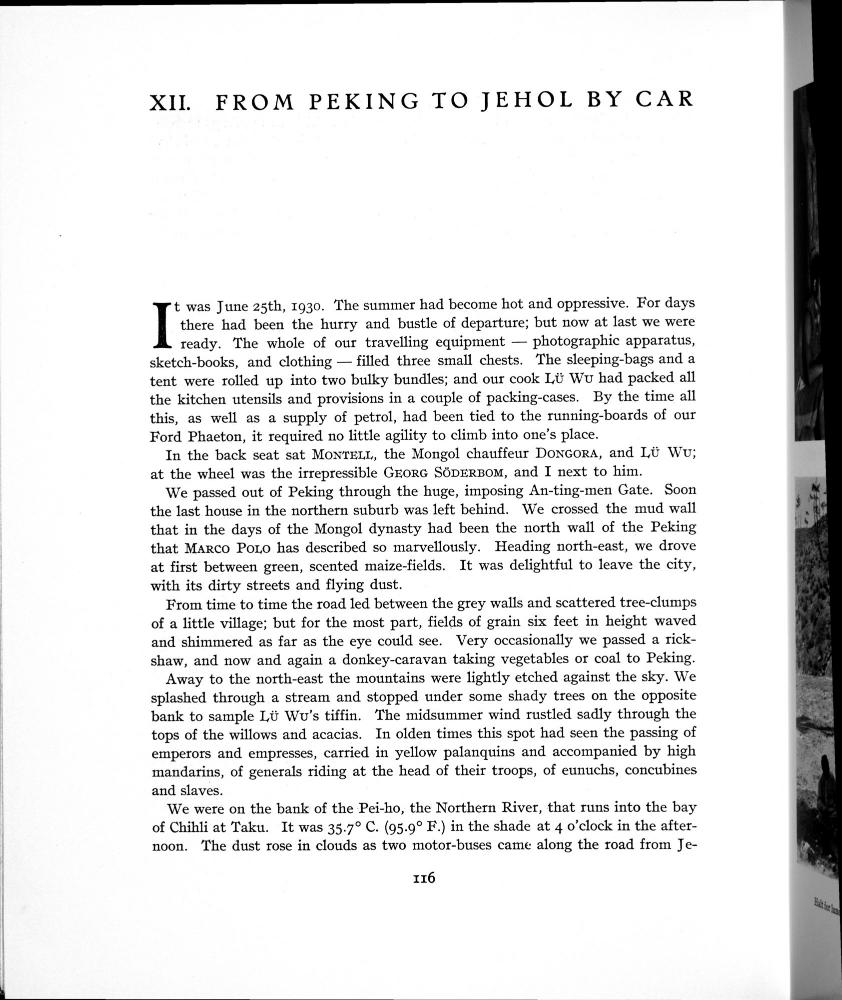 XII. FROM PEKING TO JEHOL BY CAR
It was June 25th, 1930. The summer had become hot and oppressive. For days
there had been the hurry and bustle of departure; but now at last we were
ready. The whole of our travelling equipment — photographic apparatus,
sketch-books, and clothing — filled three small chests. The sleeping-bags and a
tent were rolled up into two bulky bundles; and our cook LÜ WU had packed all
the kitchen utensils and provisions in a couple of packing-cases. By the time all
this, as well as a supply of petrol, had been tied to the running-boards of our
Ford Phaeton, it required no little agility to climb into one's place.
In the back seat sat MONTELL, the Mongol chauffeur DONGORA, and LÜ WU;
at the wheel was the irrepressible GEORG SÖDERBOM, and I next to him.
We passed out of Peking through the huge, imposing An-ting-men Gate. Soon
the last house in the northern suburb was left behind. We crossed the mud wall
that in the days of the Mongol dynasty had been the north wall of the Peking
that MARCO POLO has described so marvellously. Heading north-east, we drove
at first between green, scented maize-fields. It was delightful to leave the city,
with its dirty streets and flying dust.
From time to time the road led between the grey walls and scattered tree-clumps
of a little village; but for the most part, fields of grain six feet in height waved
and shimmered as far as the eye could see. Very occasionally we passed a rick-
shaw, and now and again a donkey-caravan taking vegetables or coal to Peking.
Away to the north-east the mountains were lightly etched against the sky. We
splashed through a stream and stopped under some shady trees on the opposite
bank to sample LÜ WU's tiffin. The midsummer wind rustled sadly through the
tops of the willows and acacias. In olden times this spot had seen the passing of
emperors and empresses, carried in yellow palanquins and accompanied by high
mandarins, of generals riding at the head of their troops, of eunuchs, concubines
and slaves.
We were on the bank of the Pei-ho, the Northern River, that runs into the bay
of Chihli at Taku. It was 35.7° C. (95.9° F.) in the shade at 4 o'clock in the after-
noon. The dust rose in clouds as two motor-buses came along the road from Je-
116
Halt for